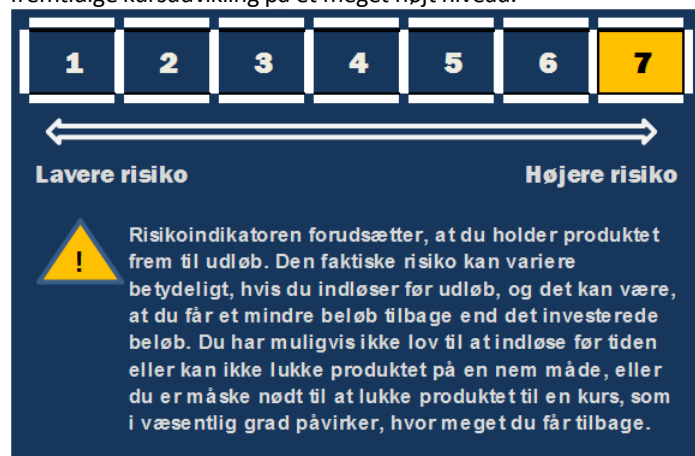 fremtidige kursudvikling på et meget højt niveau.
1 2 3 4 5 6 7
Lavere risiko Højere risiko
! Risikoindikatoren forudsætter, at du holder produktet
frem til udløb. Den faktiske risiko kan variere
betydeligt, hvis du indløser før udløb, og det kan være,
at du får et mindre beløb tilbage end det investerede
beløb. Du har muligvis ikke lov til at indløse før tiden
eller kan ikke lukke produktet på en nem måde, eller
du er måske nødt til at lukke produktet til en kurs, som
i væsentlig grad påvirker, hvor meget du får tilbage.